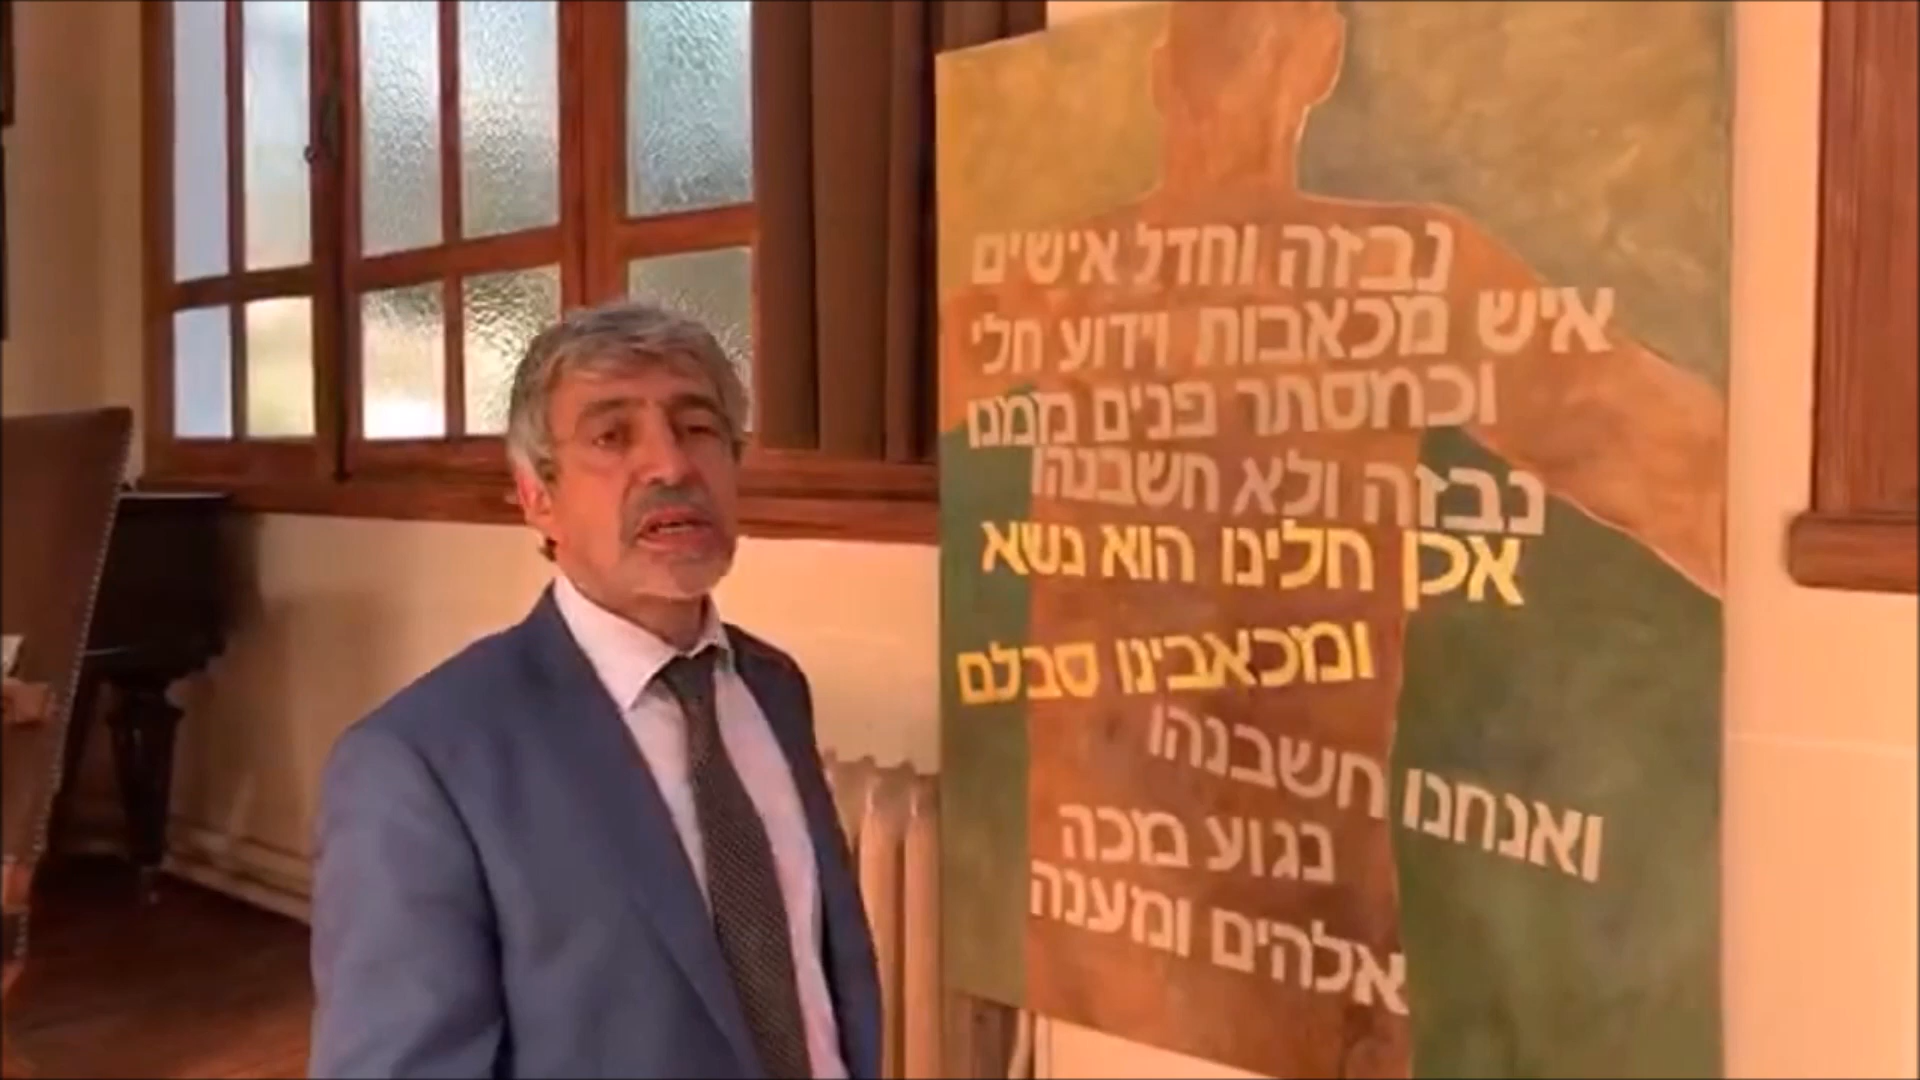 נבזה וחדל אישים
איש מכאבות וידוע חלי
וכמסתר פנים ממנו
נבזה ולא חשבנהו
אכן חלינו הוא נשא
ומכאבינו סבלם
ואנחנו חשבנהו
נגוע מכה
אלהים ומענה